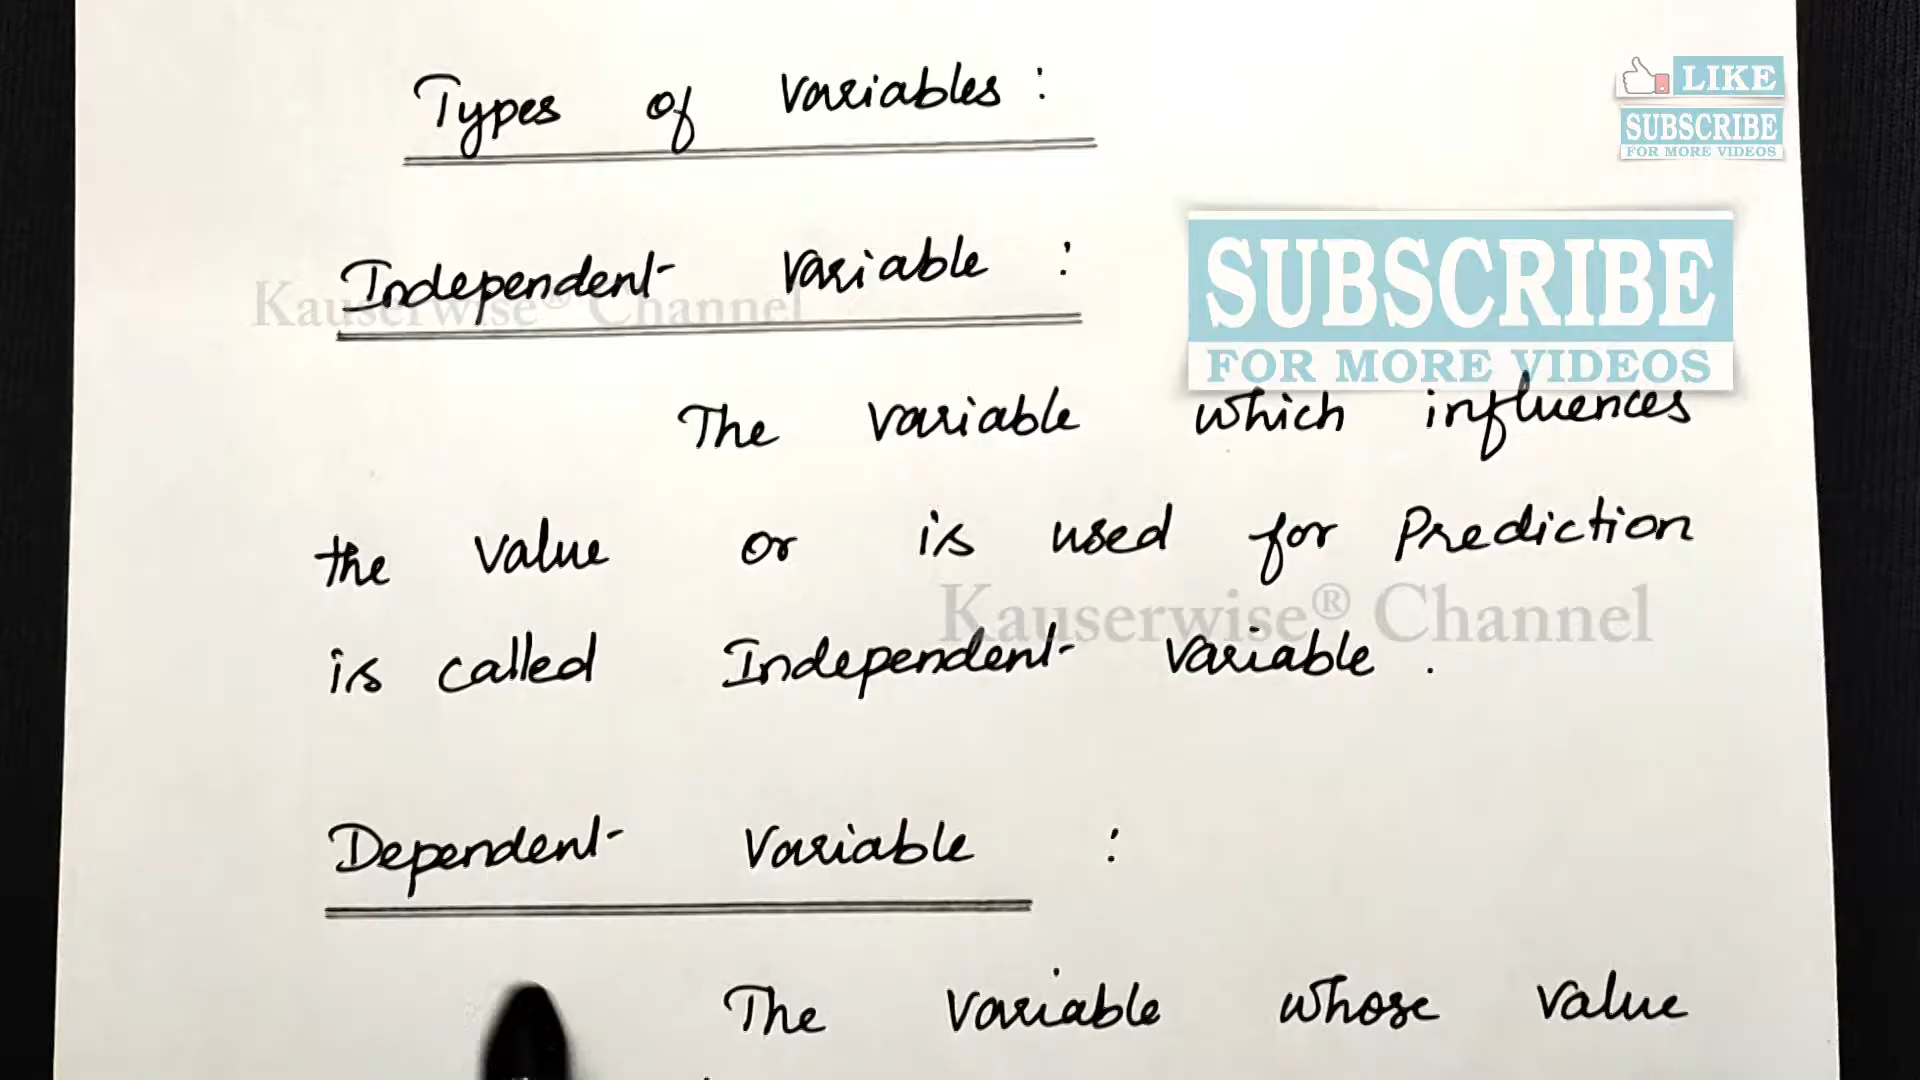 Types of Variables :
LIKE
SUBSCRIBE
FOR MORE VIDEOS
Independent Variable :
Kauserwise® Channel
SUBSCRIBE
FOR MORE VIDEOS
The variable which influences
the value or is used for Prediction
Kauserwise® Channel
is called Independent Variable .
Dependent Variable :
The variable whose value